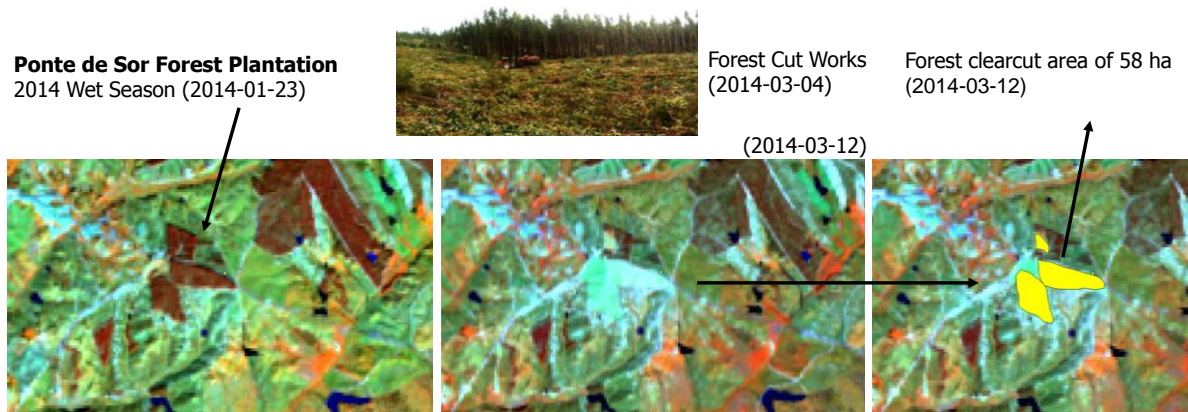 Ponte de Sor Forest Plantation
2014 Wet Season (2014-01-23)
Forest Cut Works
(2014-03-04)
(2014-03-12)
Forest clearcut area of 58 ha
(2014-03-12)